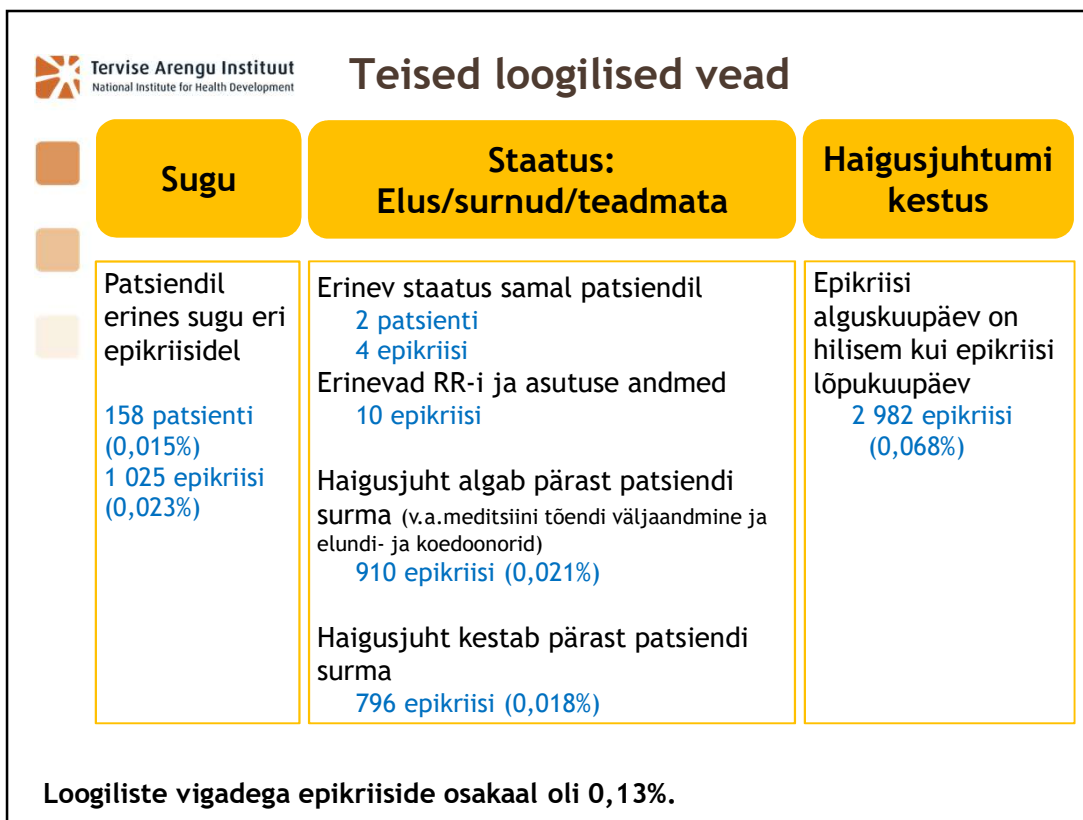 Tervise Arengu Instituut
National Institute for Health Development
Teised loogilised vead
Sugu
Staatus:
Elus/surnud/teadmata
Haigusjuhtumi
kestus
Patsiendil
erines sugu eri
epikriisidel
158 patsienti
(0,015%)
1 025 epikriisi
(0,023%)
Erinev staatus samal patsiendil
2 patsienti
4 epikriisi
Erinevad RR-i ja asutuse andmed
10 epikriisi
Haigusjuht algab pärast patsiendi
surma (v.a.meditsiini tõendi väljaandmine ja
elundi- ja koedoonorid)
910 epikriisi (0,021%)
Haigusjuht kestab pärast patsiendi
surma
796 epikriisi (0,018%)
Epikriisi
alguskuupäev on
hilisem kui epikriisi
lõpukuupäev
2 982 epikriisi
(0,068%)
Loogiliste vigadega epikriiside osakaal oli 0,13%.